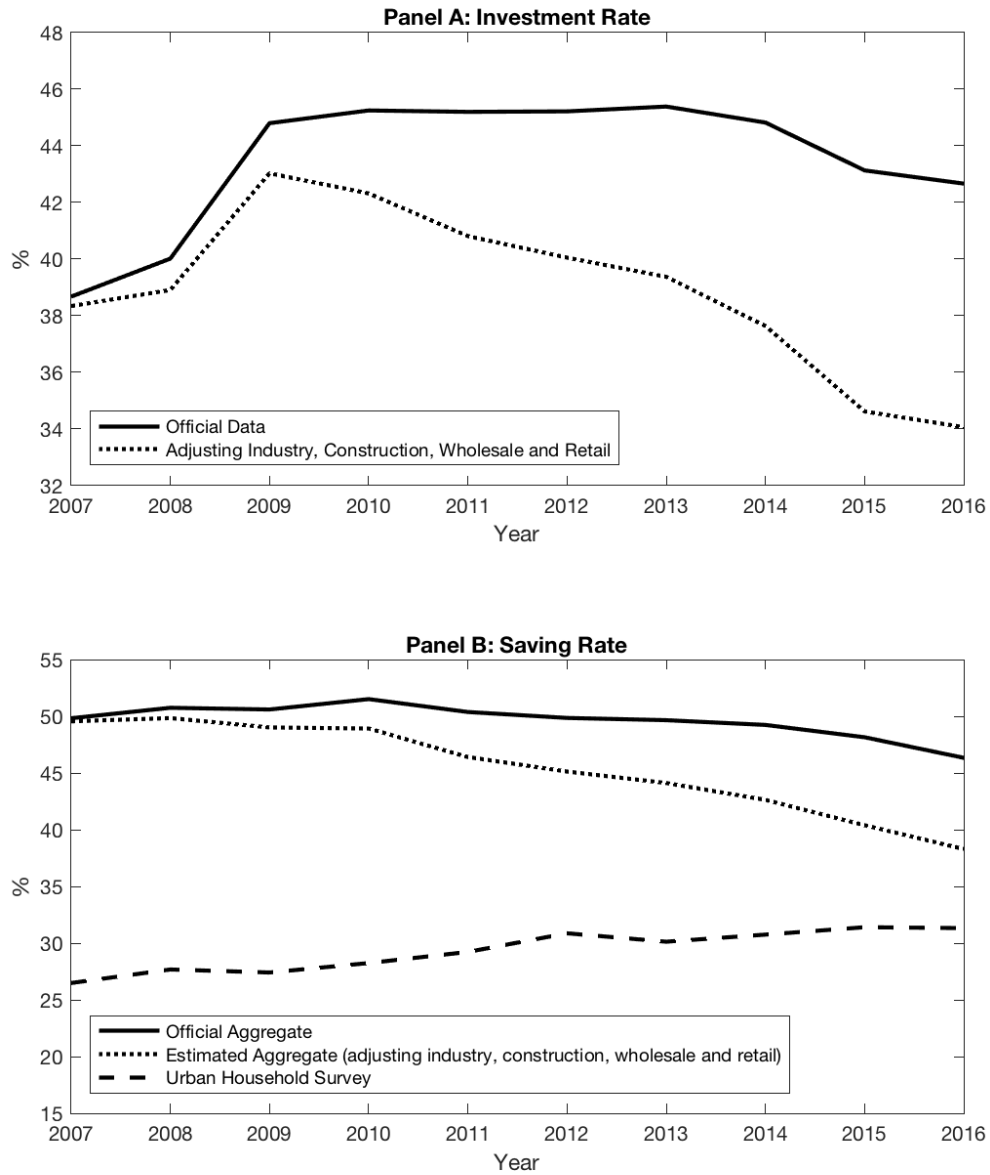 Panel A: Investment Rate
48
46
44
42
40
38
36
34
32
%
Official Data
Adjusting Industry, Construction, Wholesale and Retail
2007 2008 2009 2010 2011 2012 2013 2014 2015 2016
Year
Panel B: Saving Rate
55
50
45
40
35
30
25
20
15
%
Official Aggregate
Estimated Aggregate (adjusting industry, construction, wholesale and retail)
Urban Household Survey
2007 2008 2009 2010 2011 2012 2013 2014 2015 2016
Year